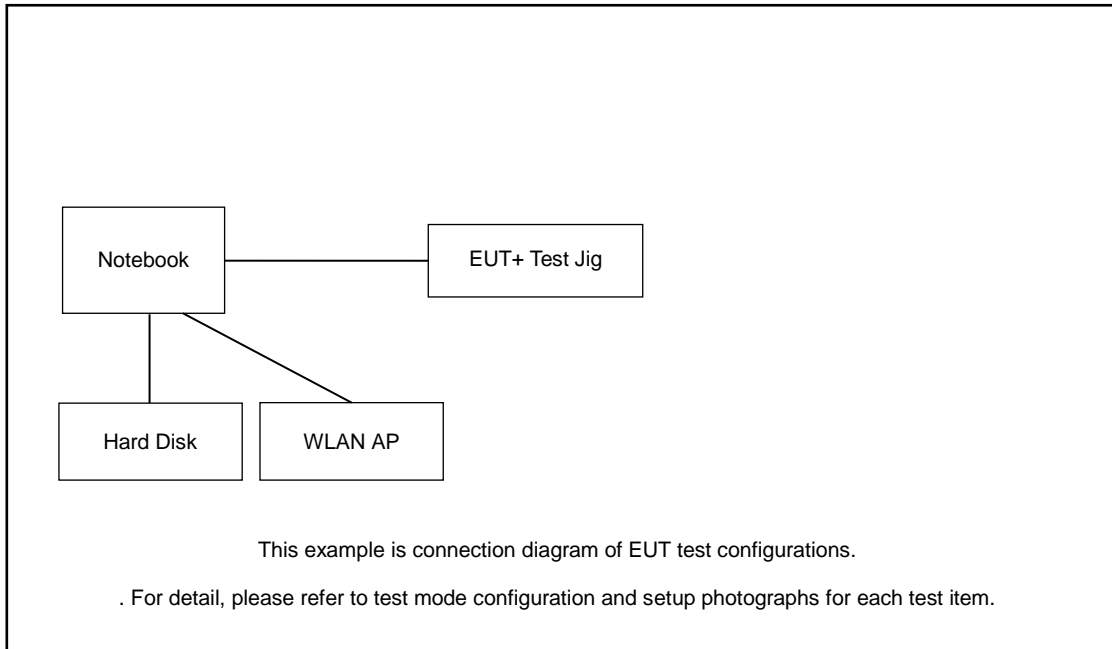 Notebook
EUT+ Test Jig
Hard Disk
WLAN AP
This example is connection diagram of EUT test configurations.
. For detail, please refer to test mode configuration and setup photographs for each test item.